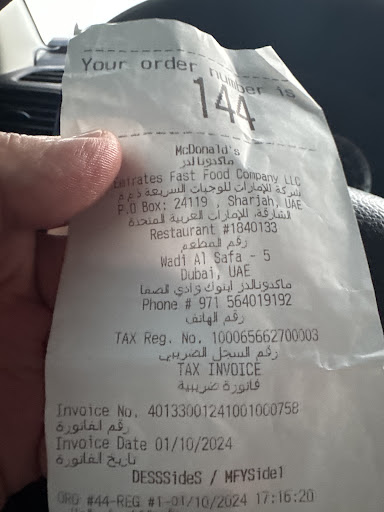 Your order number is
144
McDonald's
ماكدونالدز
Emirates Fast Food Company LLC
شركة الإمارات للوجبات السريعة ذ م م
P.O Box: 24119 , Sharjah, UAE
الشارقة, الإمارات العربية المتحدة
Restaurant #1840133
رقم المطعم
Wadi Al Safa - 5
Dubai, UAE
ماكدونالدز اينوك وادي الصفا
Phone # 971 564019192
رقم الهاتف
TAX Reg. No. 100065662700003
رقم السجل الضريبي
TAX INVOICE
فاتورة ضريبية
Invoice No. 40133001241001000758
رقم الفاتورة
Invoice Date 01/10/2024
تاريخ الفاتورة
DESSSideS / MFYSide1
ORD #44-REG #1-01/10/2024 17:16:20